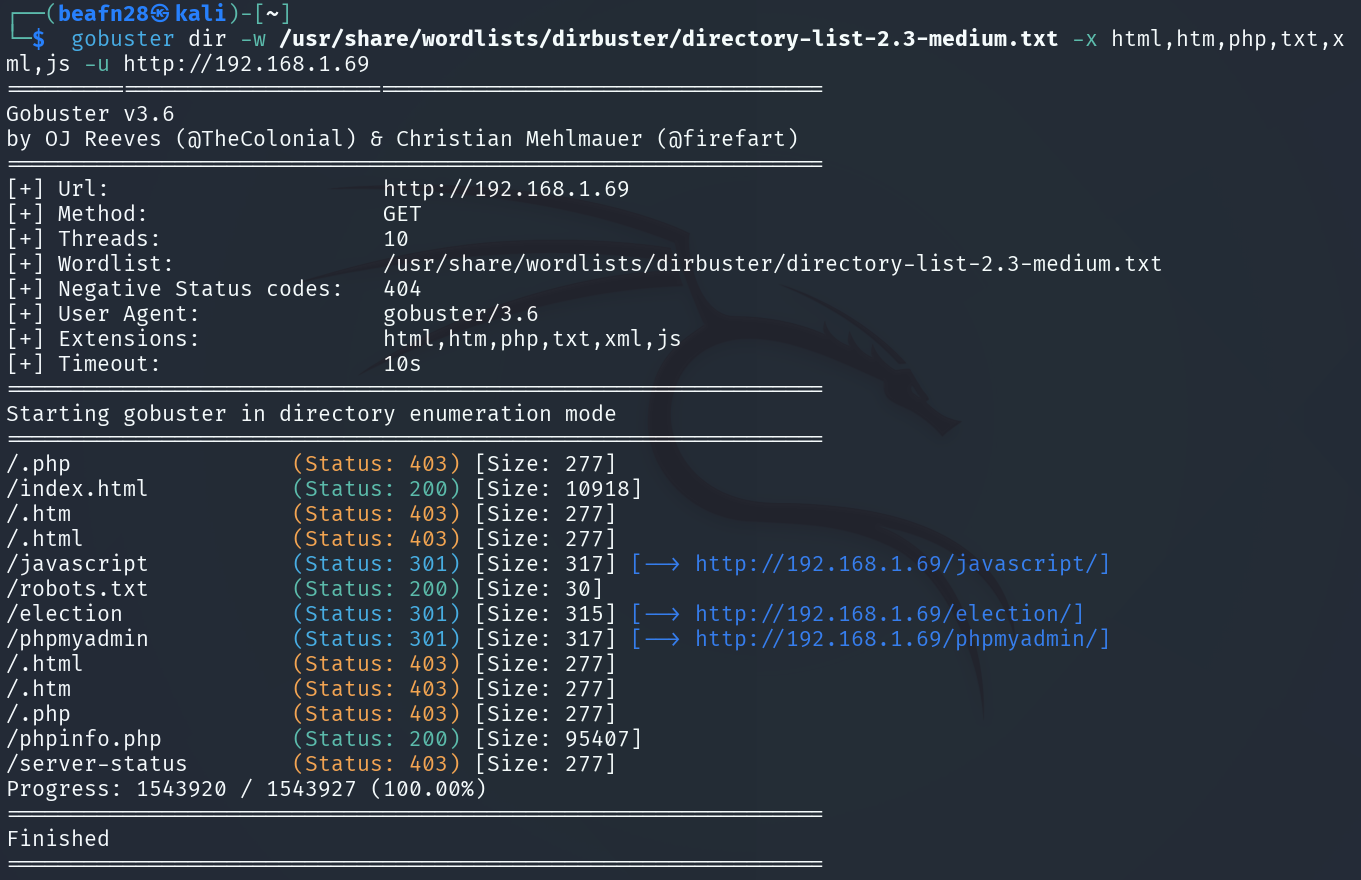 ┌──(beafn28㉿kali)-[~]
└─$ gobuster dir -w /usr/share/wordlists/dirbuster/directory-list-2.3-medium.txt -x html,htm,php,txt,x
ml,js -u http://192.168.1.69
===============================================================
Gobuster v3.6
by OJ Reeves (@TheColonial) & Christian Mehlmauer (@firefart)
===============================================================
[+] Url:                     http://192.168.1.69
[+] Method:                  GET
[+] Threads:                 10
[+] Wordlist:                /usr/share/wordlists/dirbuster/directory-list-2.3-medium.txt
[+] Negative Status codes:   404
[+] User Agent:              gobuster/3.6
[+] Extensions:              html,htm,php,txt,xml,js
[+] Timeout:                 10s
===============================================================
Starting gobuster in directory enumeration mode
===============================================================
/.php                 (Status: 403) [Size: 277]
/index.html           (Status: 200) [Size: 10918]
/.htm                 (Status: 403) [Size: 277]
/.html                (Status: 403) [Size: 277]
/javascript           (Status: 301) [Size: 317] [--> http://192.168.1.69/javascript/]
/robots.txt           (Status: 200) [Size: 30]
/election             (Status: 301) [Size: 315] [--> http://192.168.1.69/election/]
/phpmyadmin           (Status: 301) [Size: 317] [--> http://192.168.1.69/phpmyadmin/]
/.html                (Status: 403) [Size: 277]
/.htm                 (Status: 403) [Size: 277]
/.php                 (Status: 403) [Size: 277]
/phpinfo.php          (Status: 200) [Size: 95407]
/server-status        (Status: 403) [Size: 277]
Progress: 1543920 / 1543927 (100.00%)
===============================================================
Finished
===============================================================